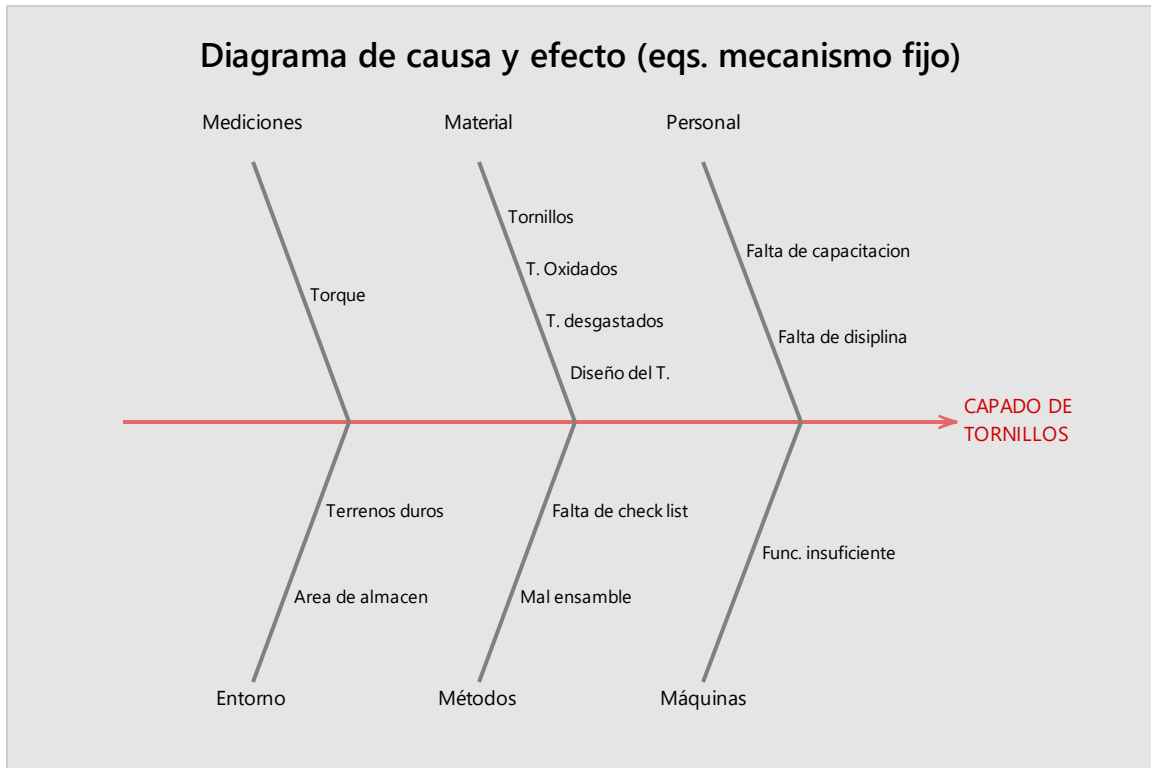 Diagrama de causa y efecto (eqs. mecanismo fijo)
Mediciones
Material
Personal
Tornillos
Falta de capacitacion
T. Oxidados
Torque
T. desgastados
Falta de disiplina
Diseño del T.
CAPADO DE
TORNILLOS
Terrenos duros
Falta de check list
Func. insuficiente
Area de almacen
Mal ensamble
Entorno
Métodos
Máquinas